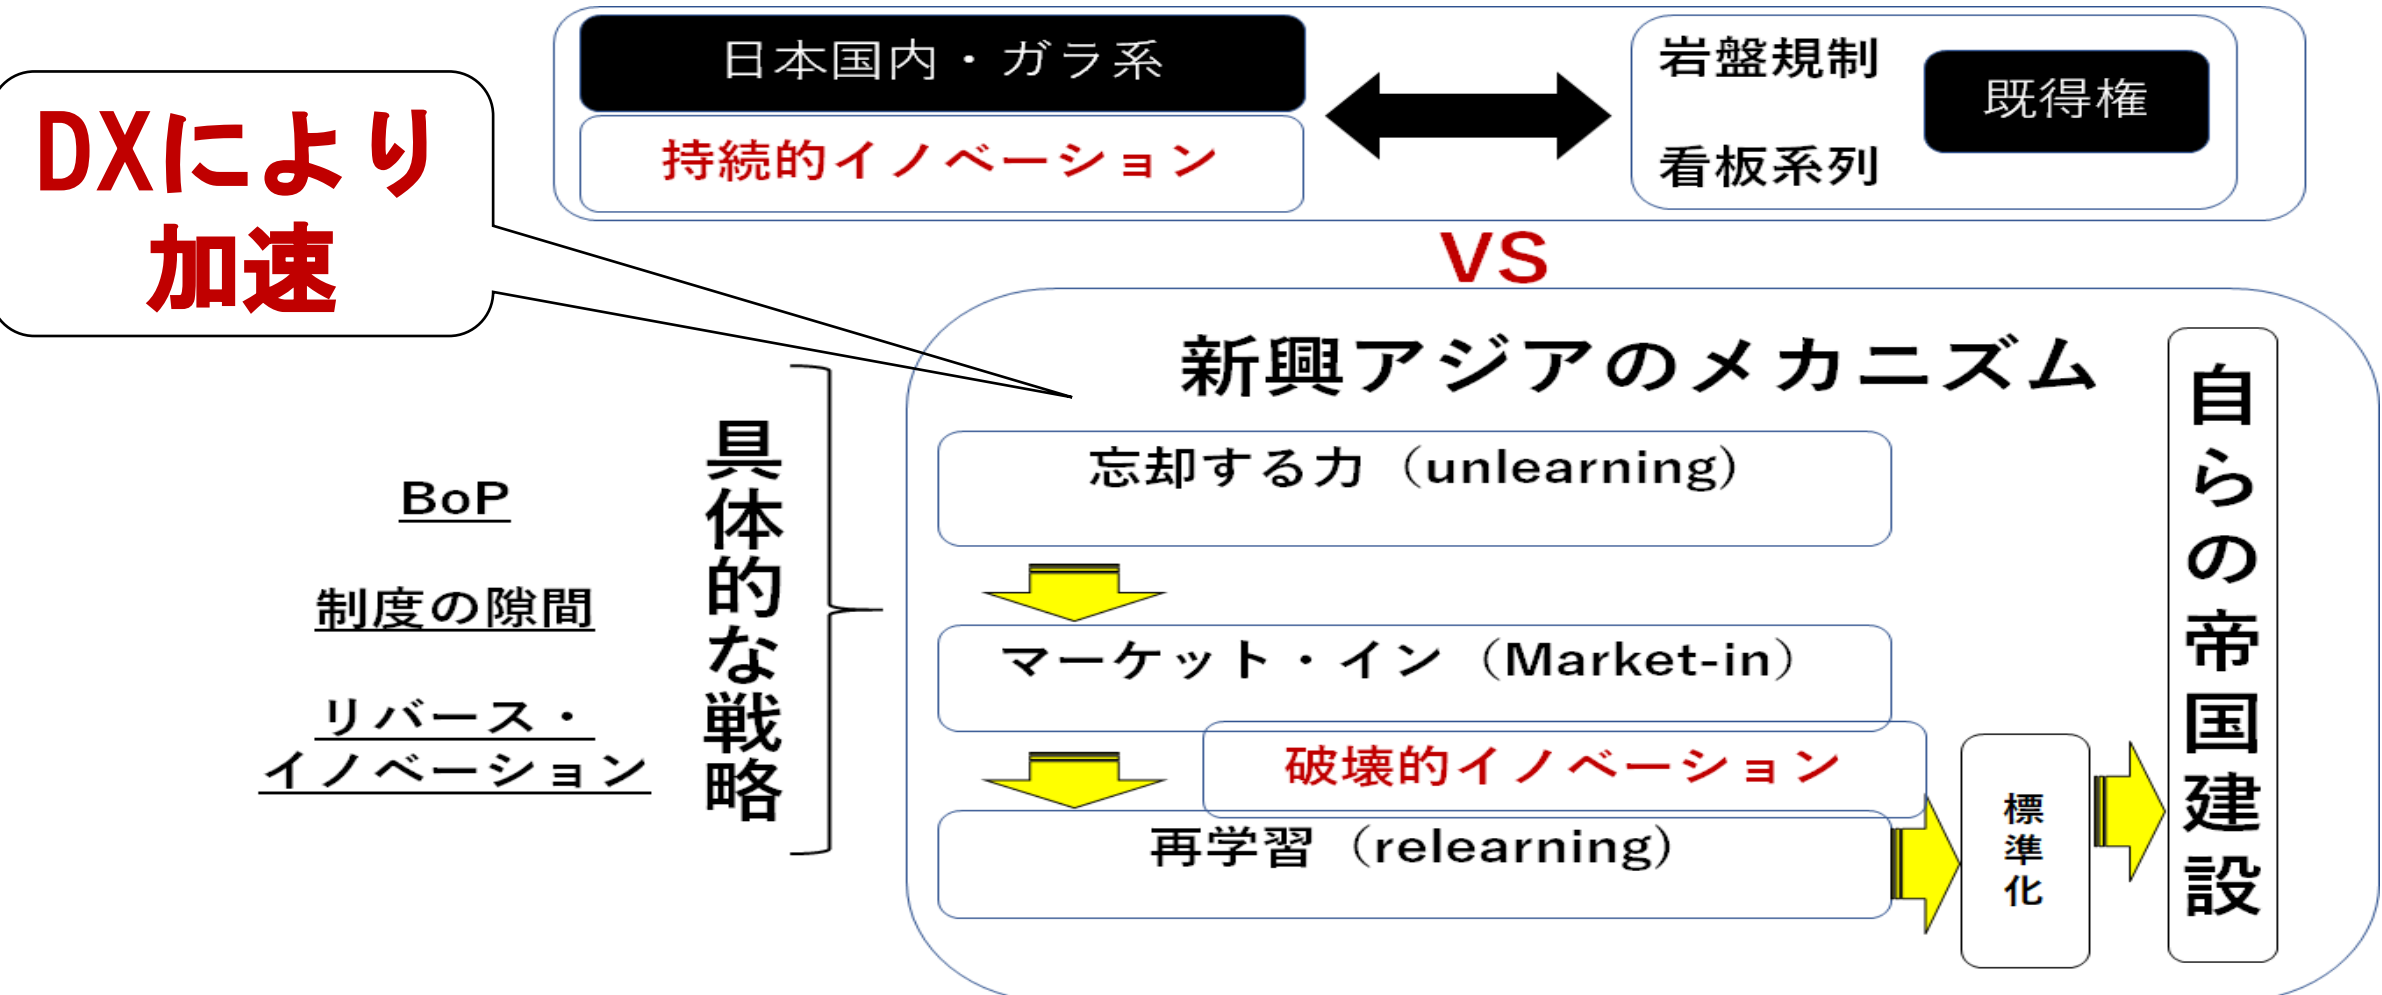 日本国内・ガラ系
持続的イノベーション
岩盤規制
看板系列
既得権
DXにより
加速
VS
新興アジアのメカニズム
忘却する力（unlearning）
マーケット・イン（Market-in）
破壊的イノベーション
再学習（relearning）
標準化
自らの帝国建設
具体的な戦略
BoP
制度の隙間
リバース・
イノベーション